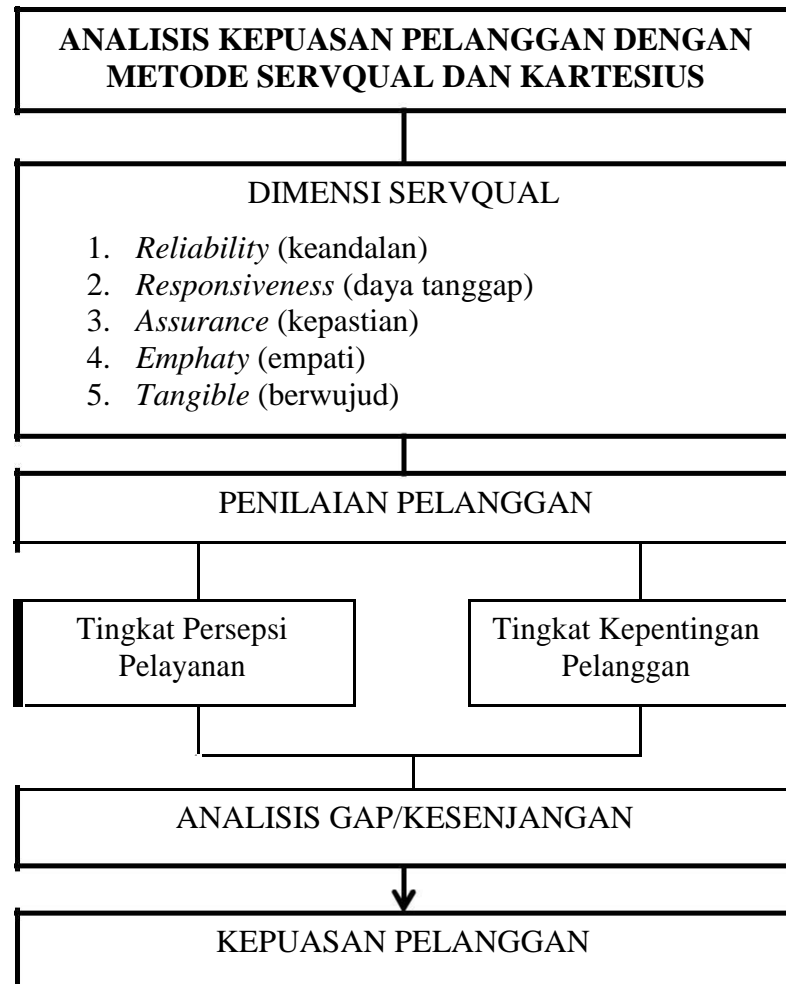 ANALISIS KEPUASAN PELANGGAN DENGAN
METODE SERVQUAL DAN KARTESIUS
DIMENSI SERVQUAL
1. Reliability (keandalan)
2. Responsiveness (daya tanggap)
3. Assurance (kepastian)
4. Emphaty (empati)
5. Tangible (berwujud)
PENILAIAN PELANGGAN
Tingkat Persepsi
Pelayanan
Tingkat Kepentingan
Pelanggan
ANALISIS GAP/KESENJANGAN
KEPUASAN PELANGGAN